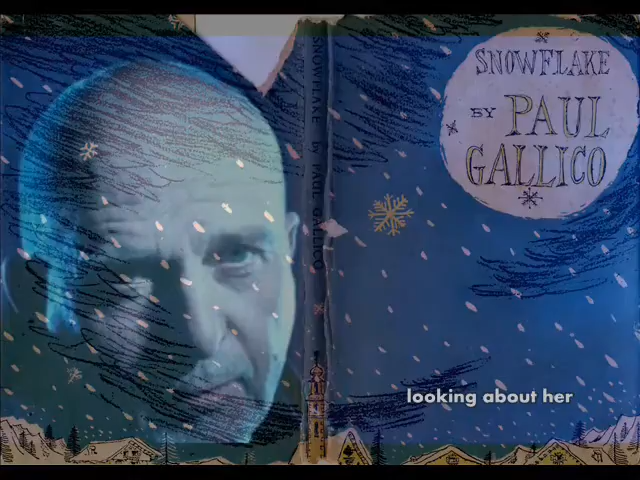 SNOWFLAKE by PAUL GALLICO
SNOWFLAKE
BY PAUL
GALLICO
looking about her